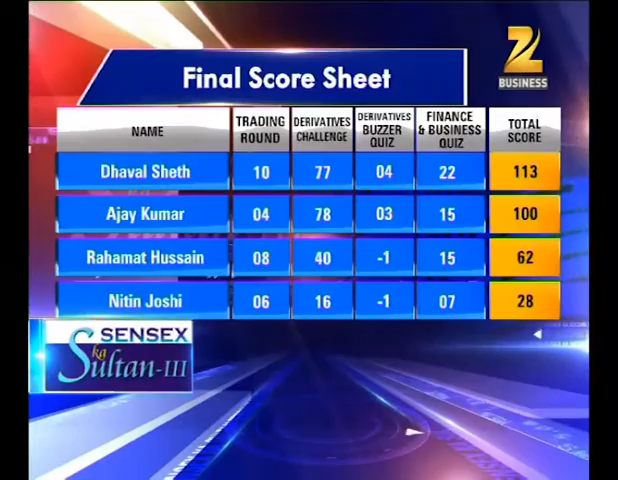 Final Score Sheet
Z
BUSINESS
NAME TRADING ROUND DERIVATIVES CHALLENGE DERIVATIVES BUZZER QUIZ FINANCE & BUSINESS QUIZ TOTAL SCORE
Dhaval Sheth 10 77 04 22 113
Ajay Kumar 04 78 03 15 100
Rahamat Hussain 08 40 -1 15 62
Nitin Joshi 06 16 -1 07 28
SENSEX
ka
Sultan-III